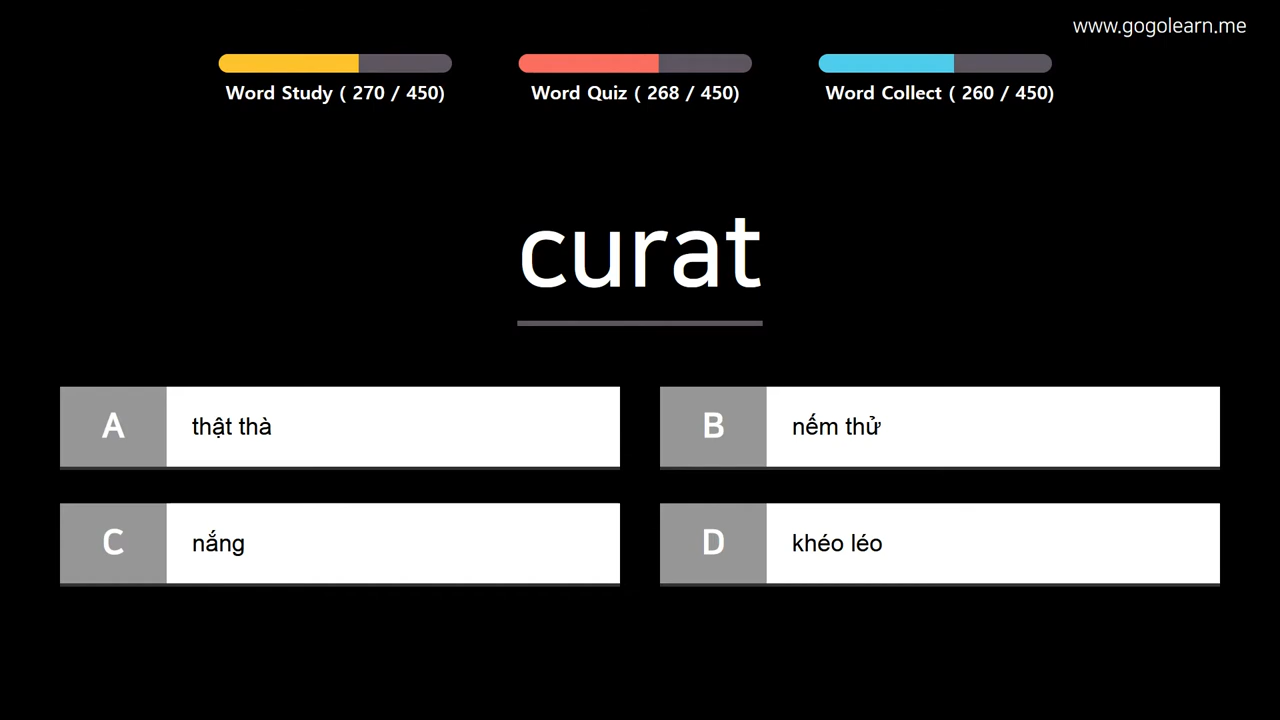 www.gogolearn.me
Word Study ( 270 / 450)
Word Quiz ( 268 / 450)
Word Collect ( 260 / 450)
curat
A thật thà
B nếm thử
C nắng
D khéo léo